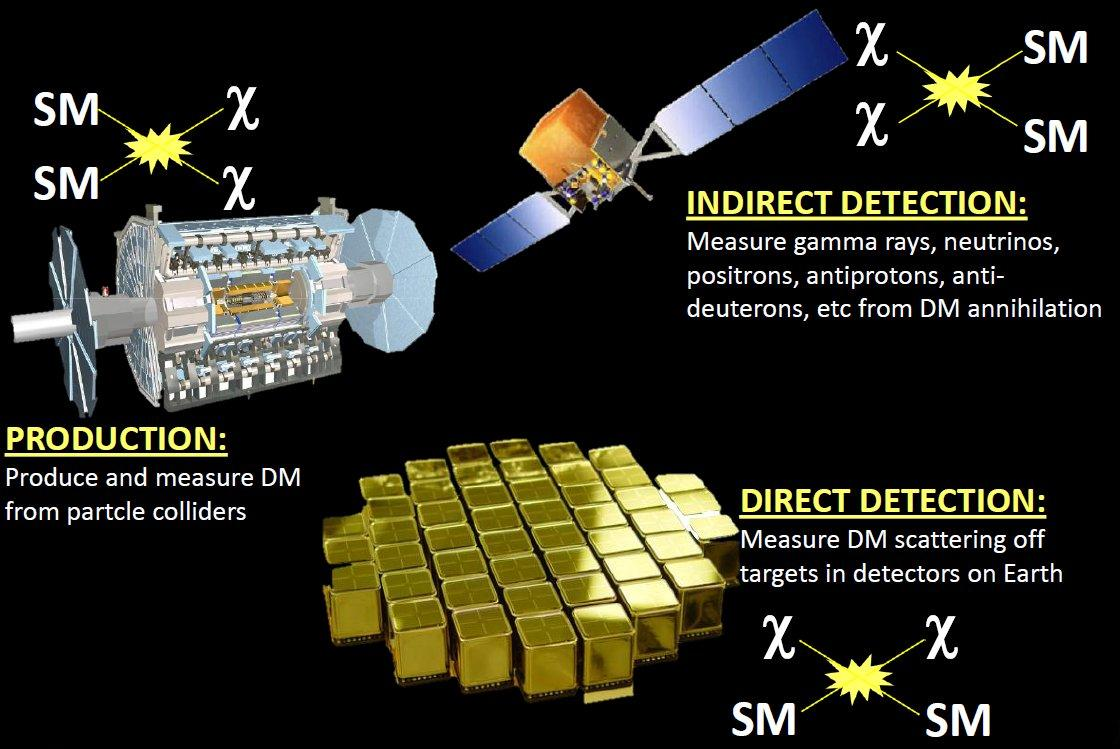 SM χ
SM χ
χ SM
χ SM
INDIRECT DETECTION:
Measure gamma rays, neutrinos,
positrons, antiprotons, anti-
deuterons, etc from DM annihilation
PRODUCTION:
Produce and measure DM
from partcle colliders
DIRECT DETECTION:
Measure DM scattering off
targets in detectors on Earth
χ χ
SM SM